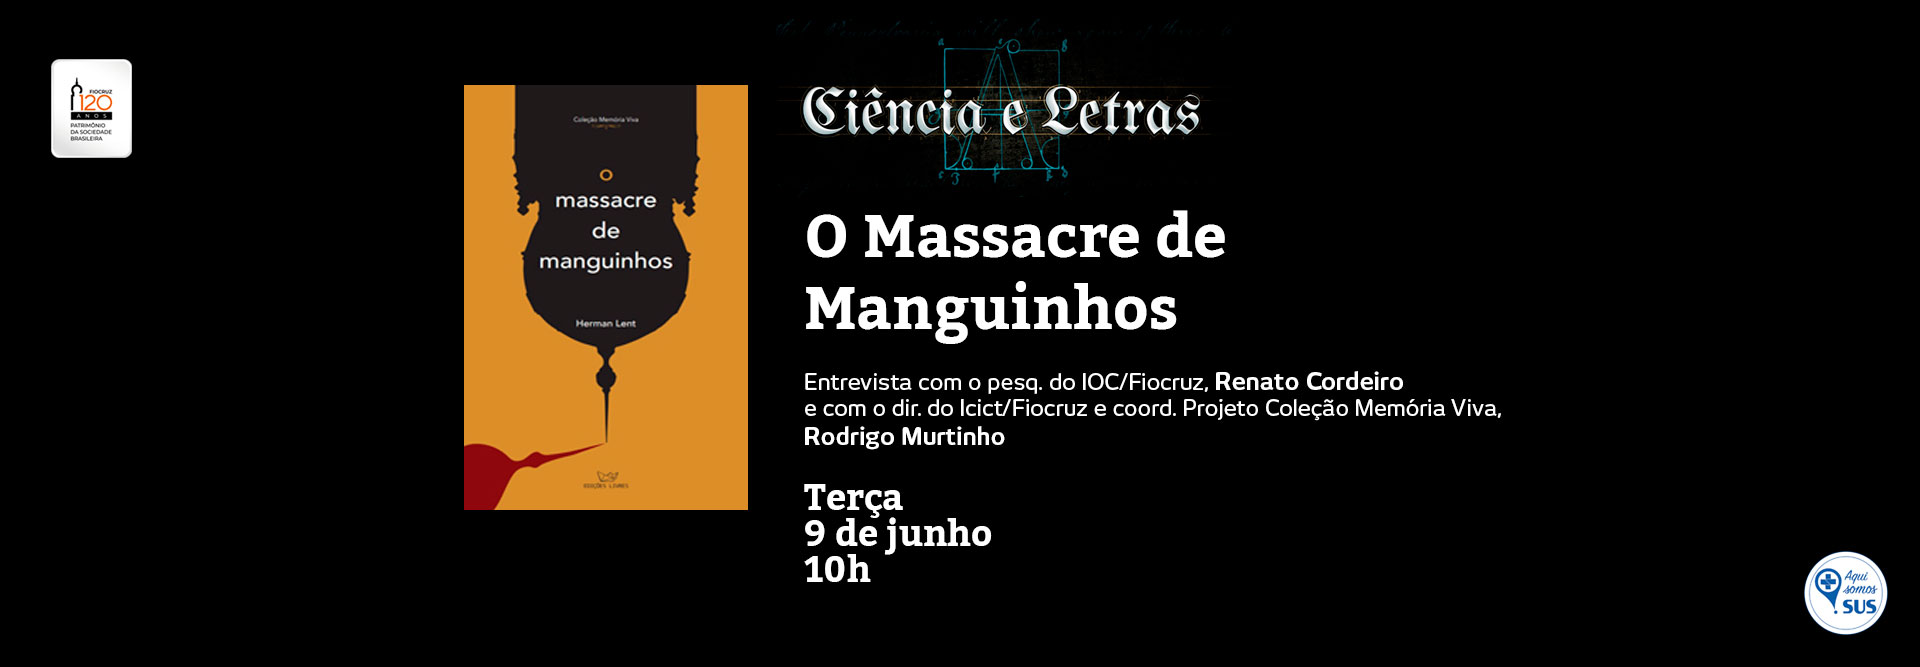 FIOCRUZ
120
ANOS
PATRIMÔNIO
DA SOCIEDADE
BRASILEIRA
Coleção Memória Viva
o
massacre
de
manguinhos
Herman Lent
EDIÇÕES LIVRES
Ciência e Letras
O Massacre de
Manguinhos
Entrevista com o pesq. do IOC/Fiocruz, Renato Cordeiro
e com o dir. do Icict/Fiocruz e coord. Projeto Coleção Memória Viva,
Rodrigo Murtinho
Terça
9 de junho
10h
Aqui
somos
SUS